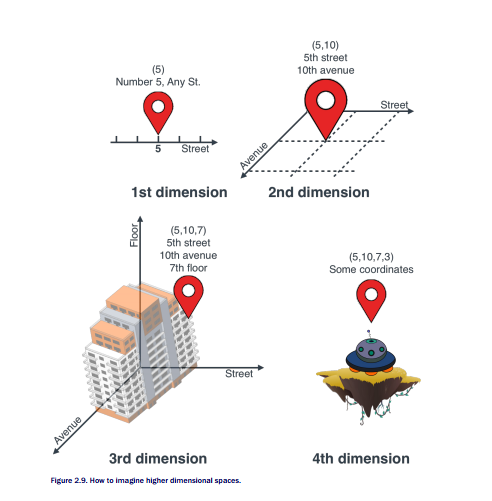 (5)
Number 5, Any St.
5
Street
1st dimension
(5,10)
5th street
10th avenue
Street
Avenue
2nd dimension
Floor
(5,10,7)
5th street
10th avenue
7th floor
Street
Avenue
3rd dimension
(5,10,7,3)
Some coordinates
4th dimension
Figure 2.9. How to imagine higher dimensional spaces.